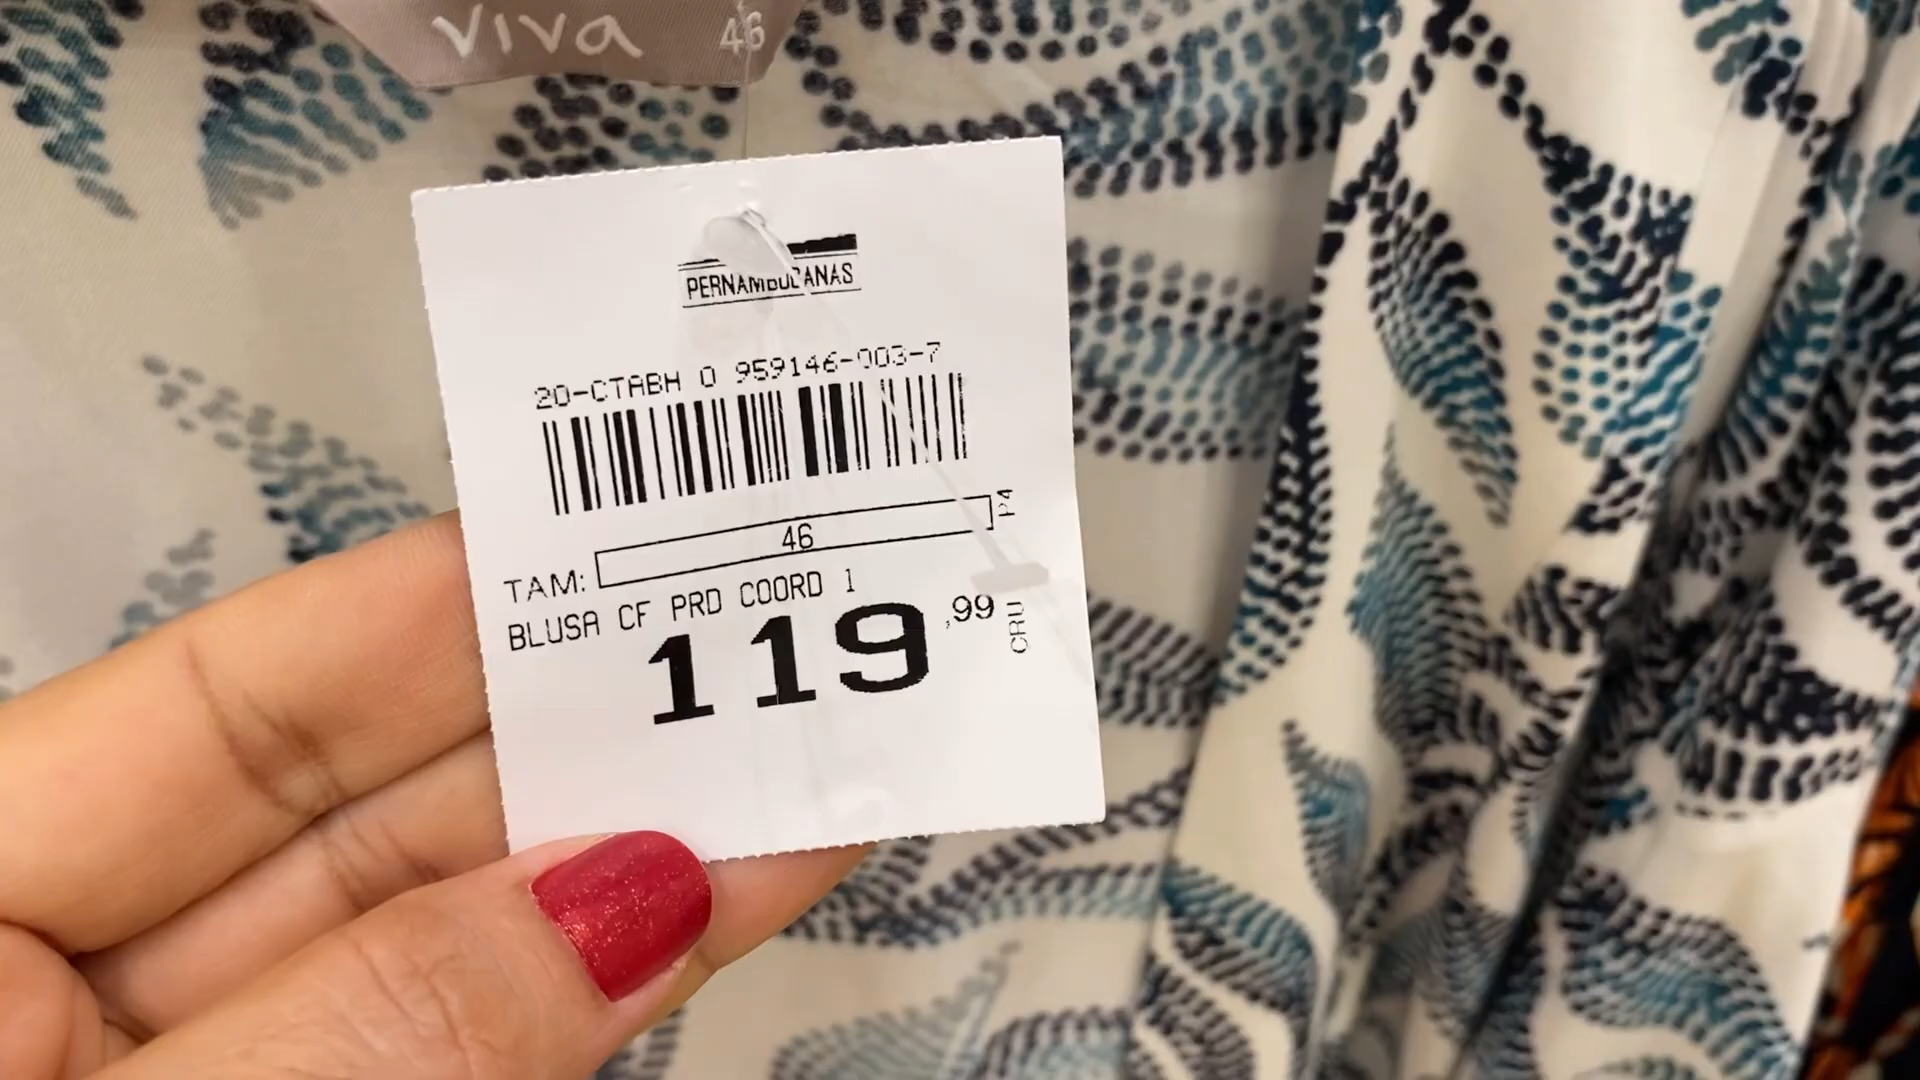 viva 46
PERNAMBUCANAS
20-CTABH 0 959146-003-7
P4
TAM: 46
BLUSA CF PRD COORD 1
119,99
CRU